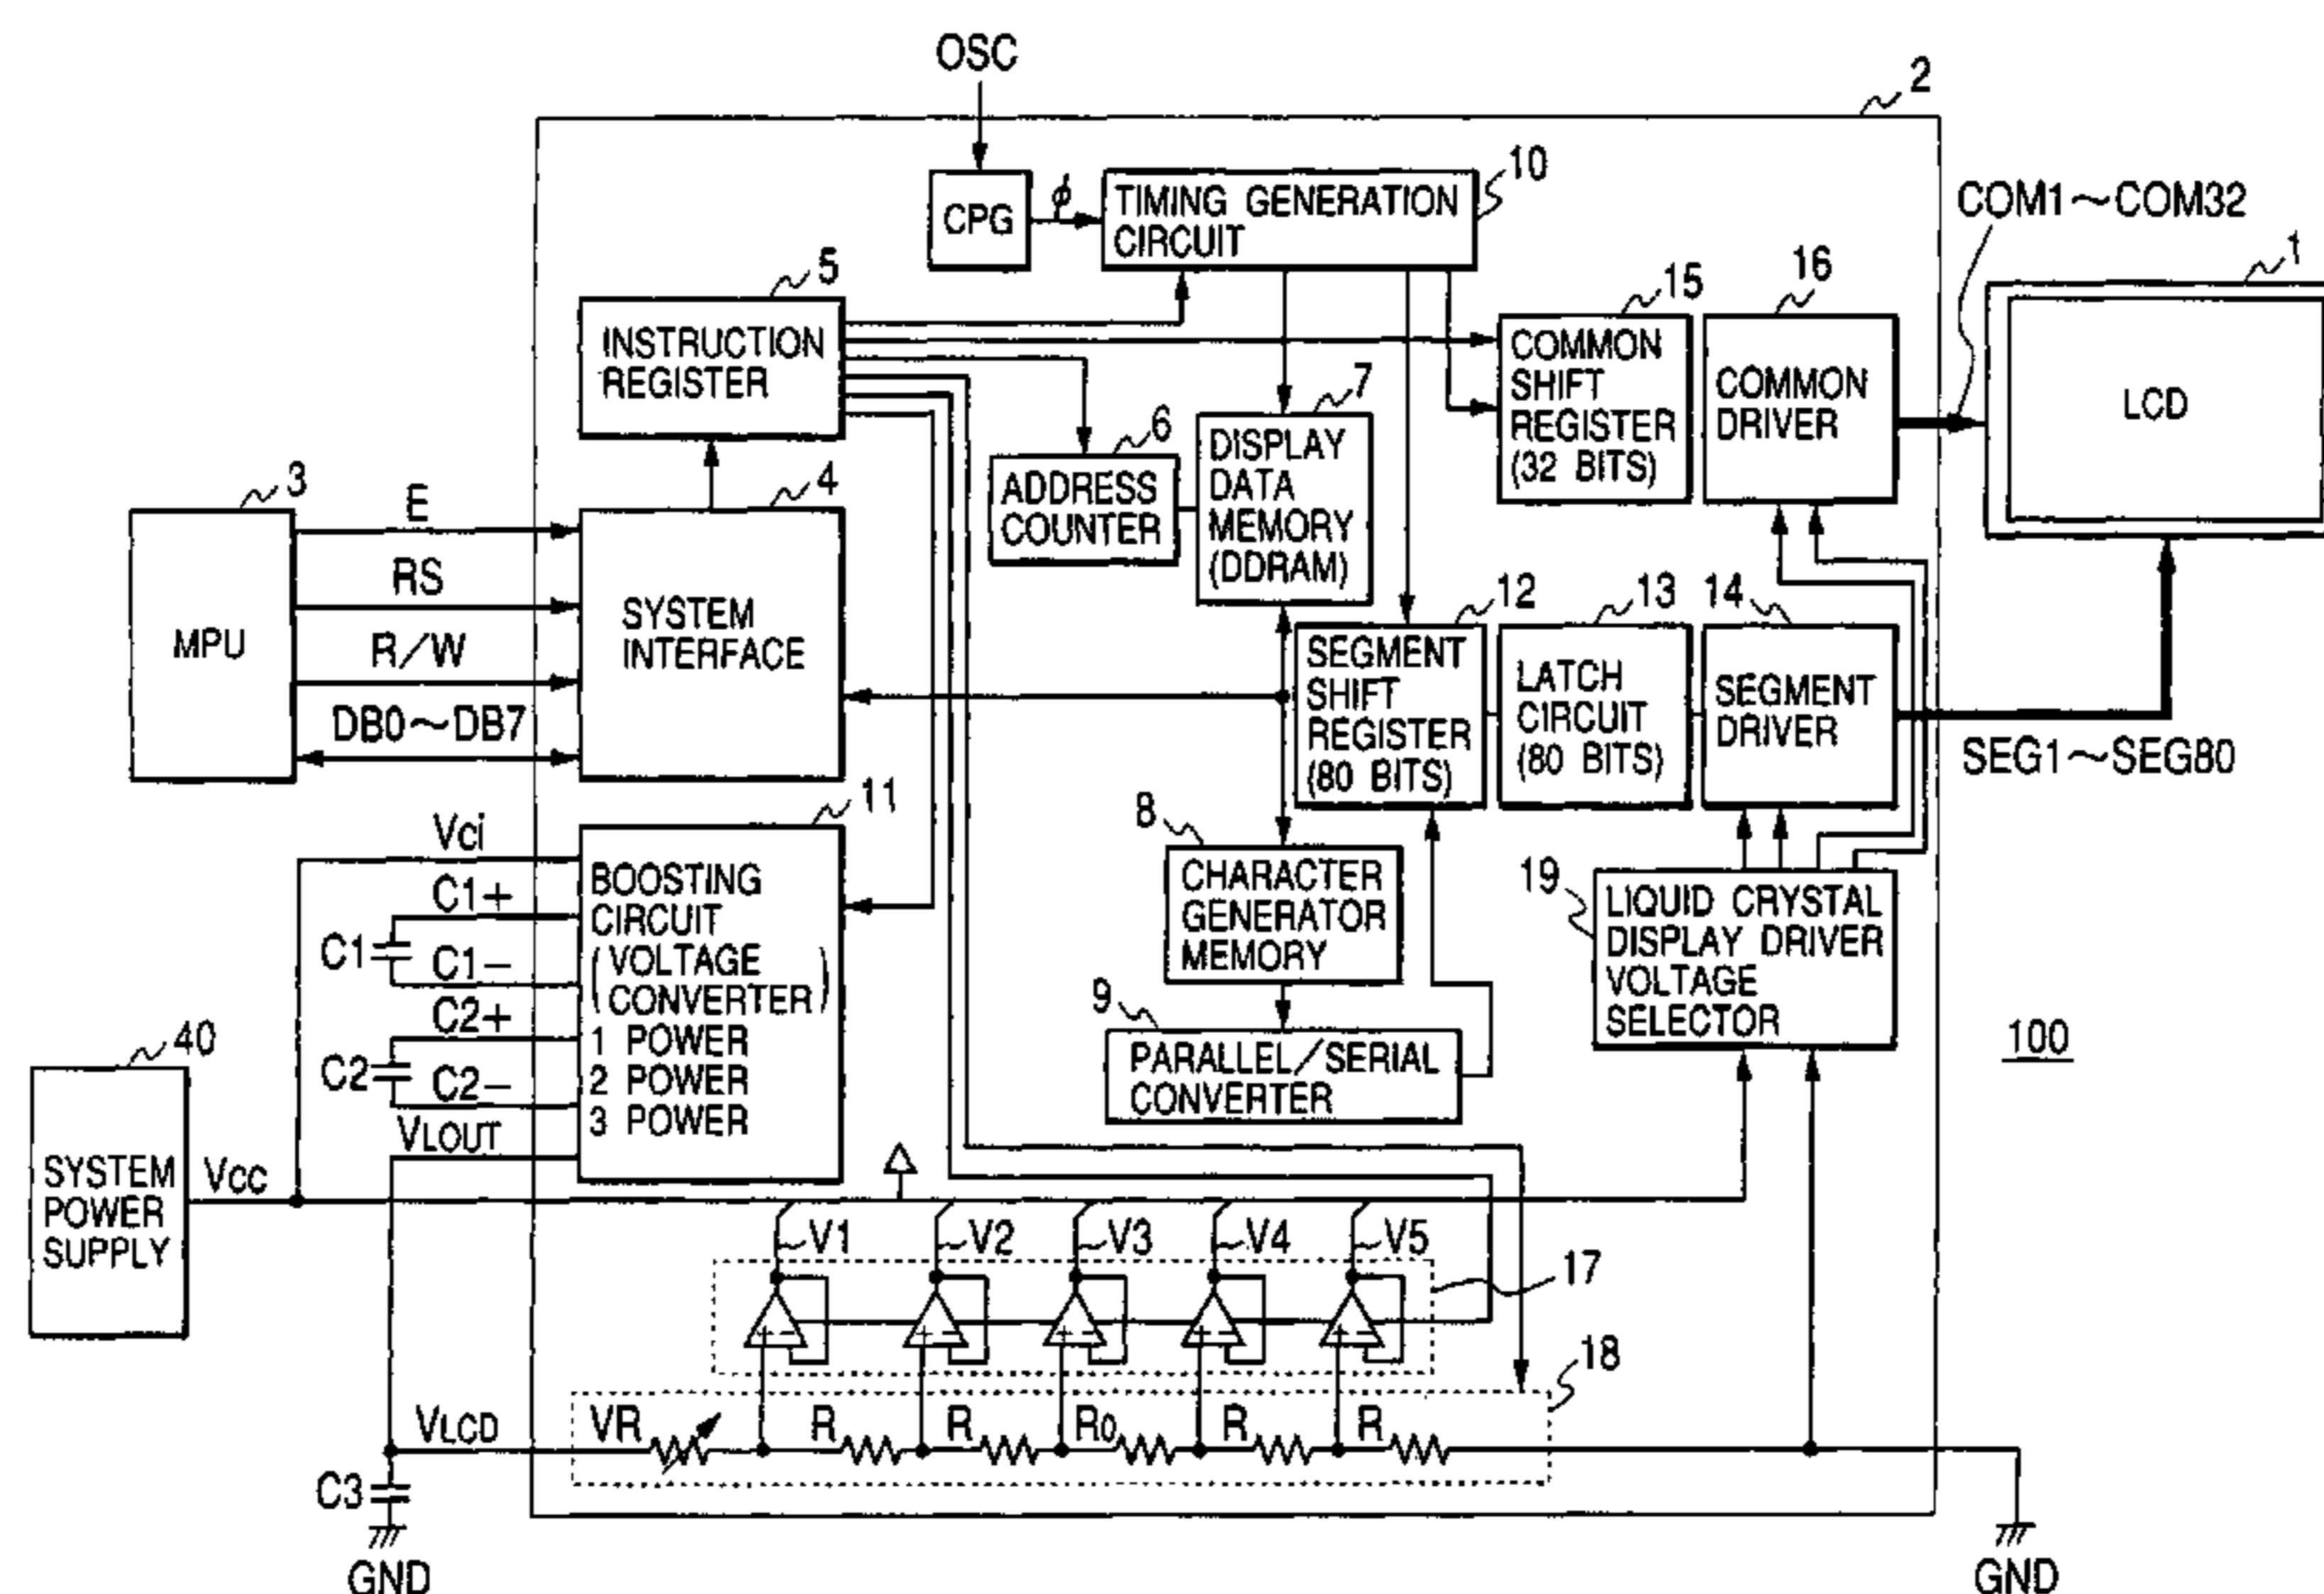 OSC
2
CPG
φ
TIMING GENERATION
CIRCUIT
10
COM1~COM32
1
LCD
5
INSTRUCTION
REGISTER
15
COMMON
SHIFT
REGISTER
(32 BITS)
16
COMMON
DRIVER
6
ADDRESS
COUNTER
7
DISPLAY
DATA
MEMORY
(DDRAM)
3
MPU
E
RS
R/W
DB0~DB7
4
SYSTEM
INTERFACE
12
SEGMENT
SHIFT
REGISTER
(80 BITS)
13
LATCH
CIRCUIT
(80 BITS)
14
SEGMENT
DRIVER
SEG1~SEG80
11
BOOSTING
CIRCUIT
(VOLTAGE
CONVERTER)
1 POWER
2 POWER
3 POWER
Vci
C1+
C1
C1-
C2+
C2
C2-
VLOUT
8
CHARACTER
GENERATOR
MEMORY
9
PARALLEL/SERIAL
CONVERTER
19
LIQUID CRYSTAL
DISPLAY DRIVER
VOLTAGE
SELECTOR
100
40
SYSTEM
POWER
SUPPLY
Vcc
V1
V2
V3
V4
V5
+ -
+ -
+ -
+ -
+ -
17
18
VLCD
VR
R
R
R0
R
R
C3
GND
GND